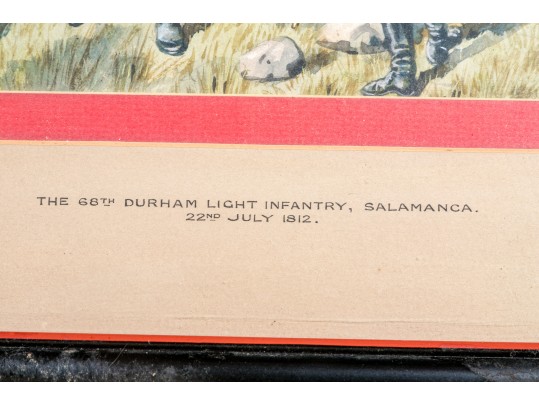 THE 68TH DURHAM LIGHT INFANTRY, SALAMANCA.
22ND JULY 1812.